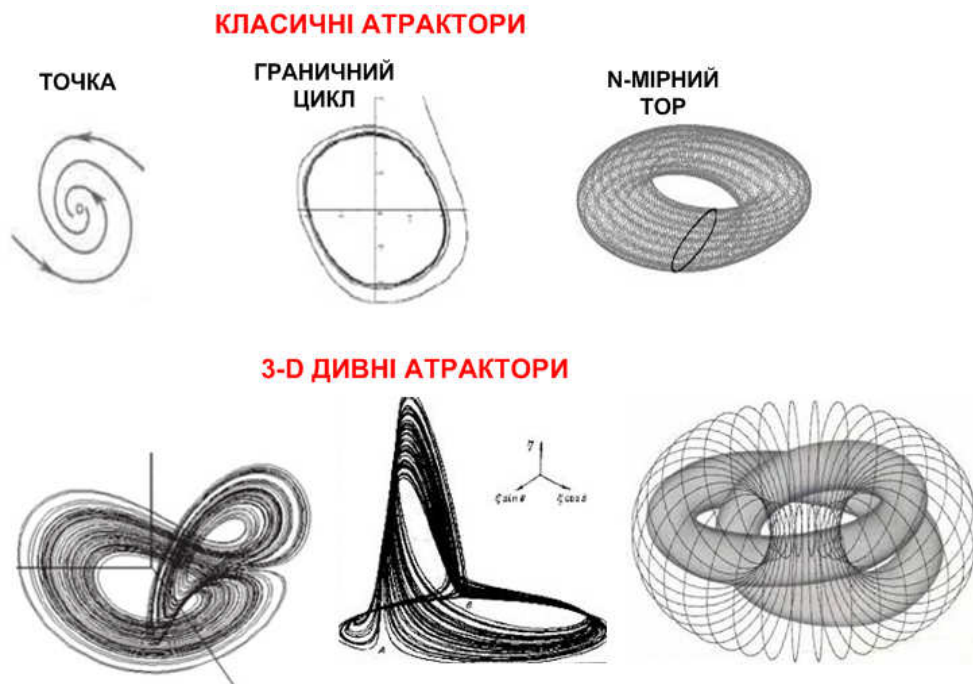 КЛАСИЧНІ АТРАКТОРИ
ТОЧКА
ГРАНИЧНИЙ
ЦИКЛ
N-МІРНИЙ
ТОР
3-D ДИВНІ АТРАКТОРИ
A
B